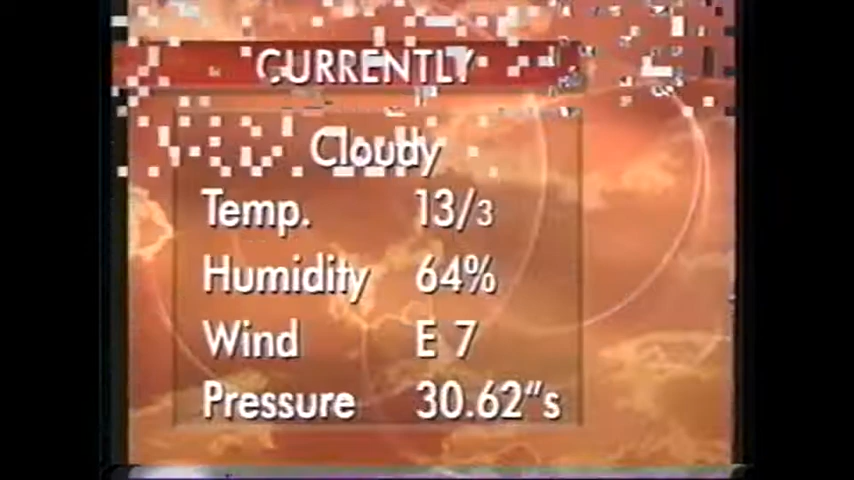 CURRENTLY
Cloudy
Temp. 13/3
Humidity 64%
Wind E 7
Pressure 30.62"s